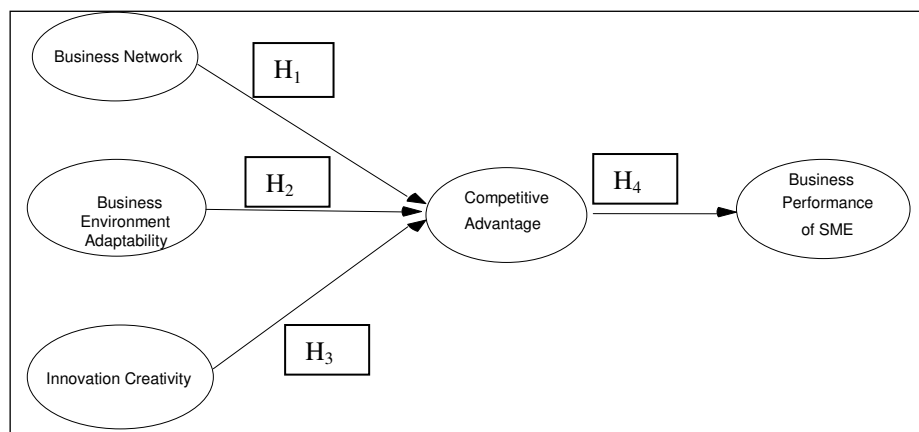 Business Network
H₁
Business
Environment
Adaptability
H₂
Innovation Creativity
H₃
Competitive
Advantage
H₄
Business
Performance
of SME